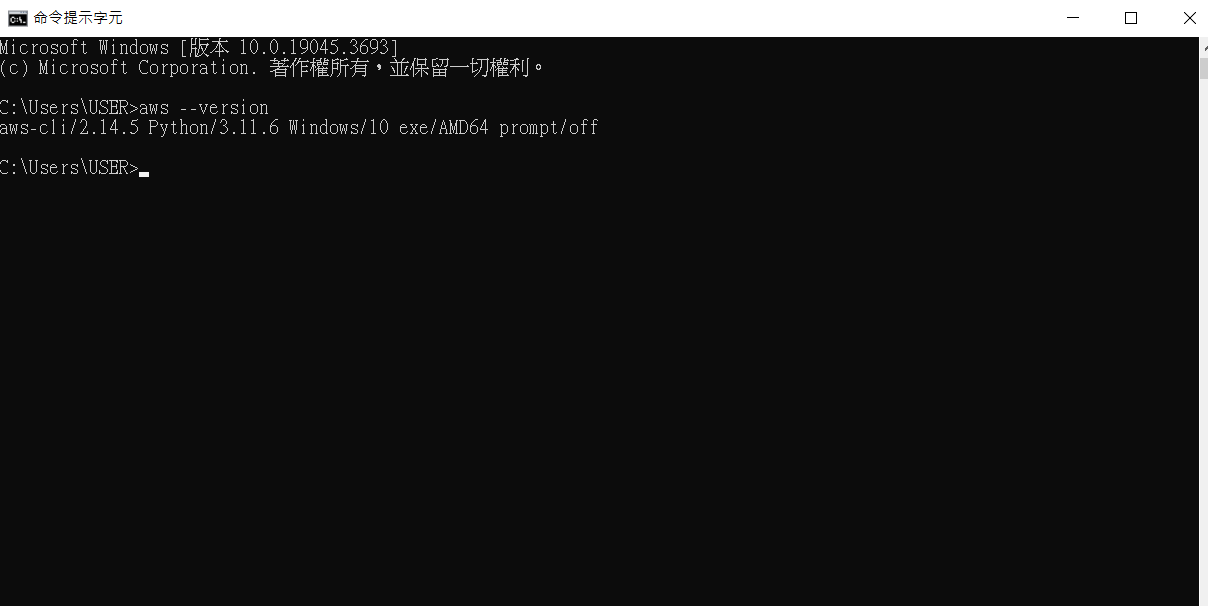 命令提示字元
Microsoft Windows [版本 10.0.19045.3693]
(c) Microsoft Corporation. 著作權所有，並保留一切權利。
C:\Users\USER>aws --version
aws-cli/2.14.5 Python/3.11.6 Windows/10 exe/AMD64 prompt/off
C:\Users\USER>